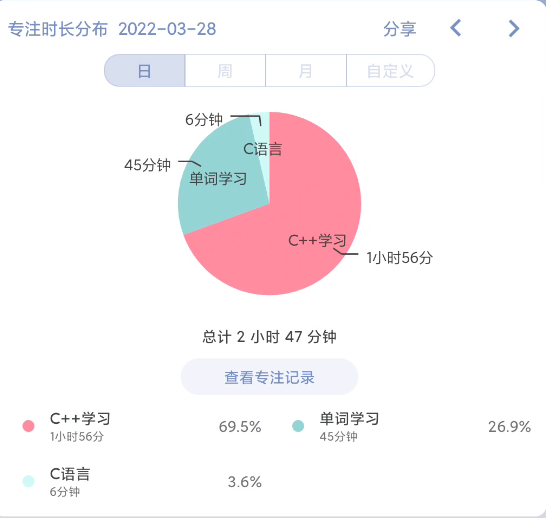 专注时长分布 2022-03-28 分享
日 周 月 自定义
6分钟
C语言
45分钟
单词学习
C++学习
1小时56分
总计 2 小时 47 分钟
查看专注记录
C++学习 69.5% 单词学习 26.9%
1小时56分 45分钟
C语言 3.6%
6分钟